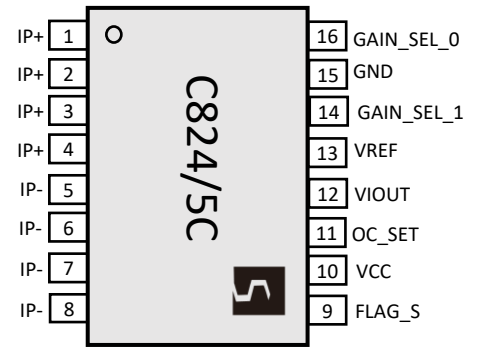 IP+ 1 16 GAIN_SEL_0
IP+ 2 15 GND
IP+ 3 14 GAIN_SEL_1
IP+ 4 13 VREF
IP- 5 12 VIOUT
IP- 6 11 OC_SET
IP- 7 10 VCC
IP- 8 9 FLAG_S
C824/5C